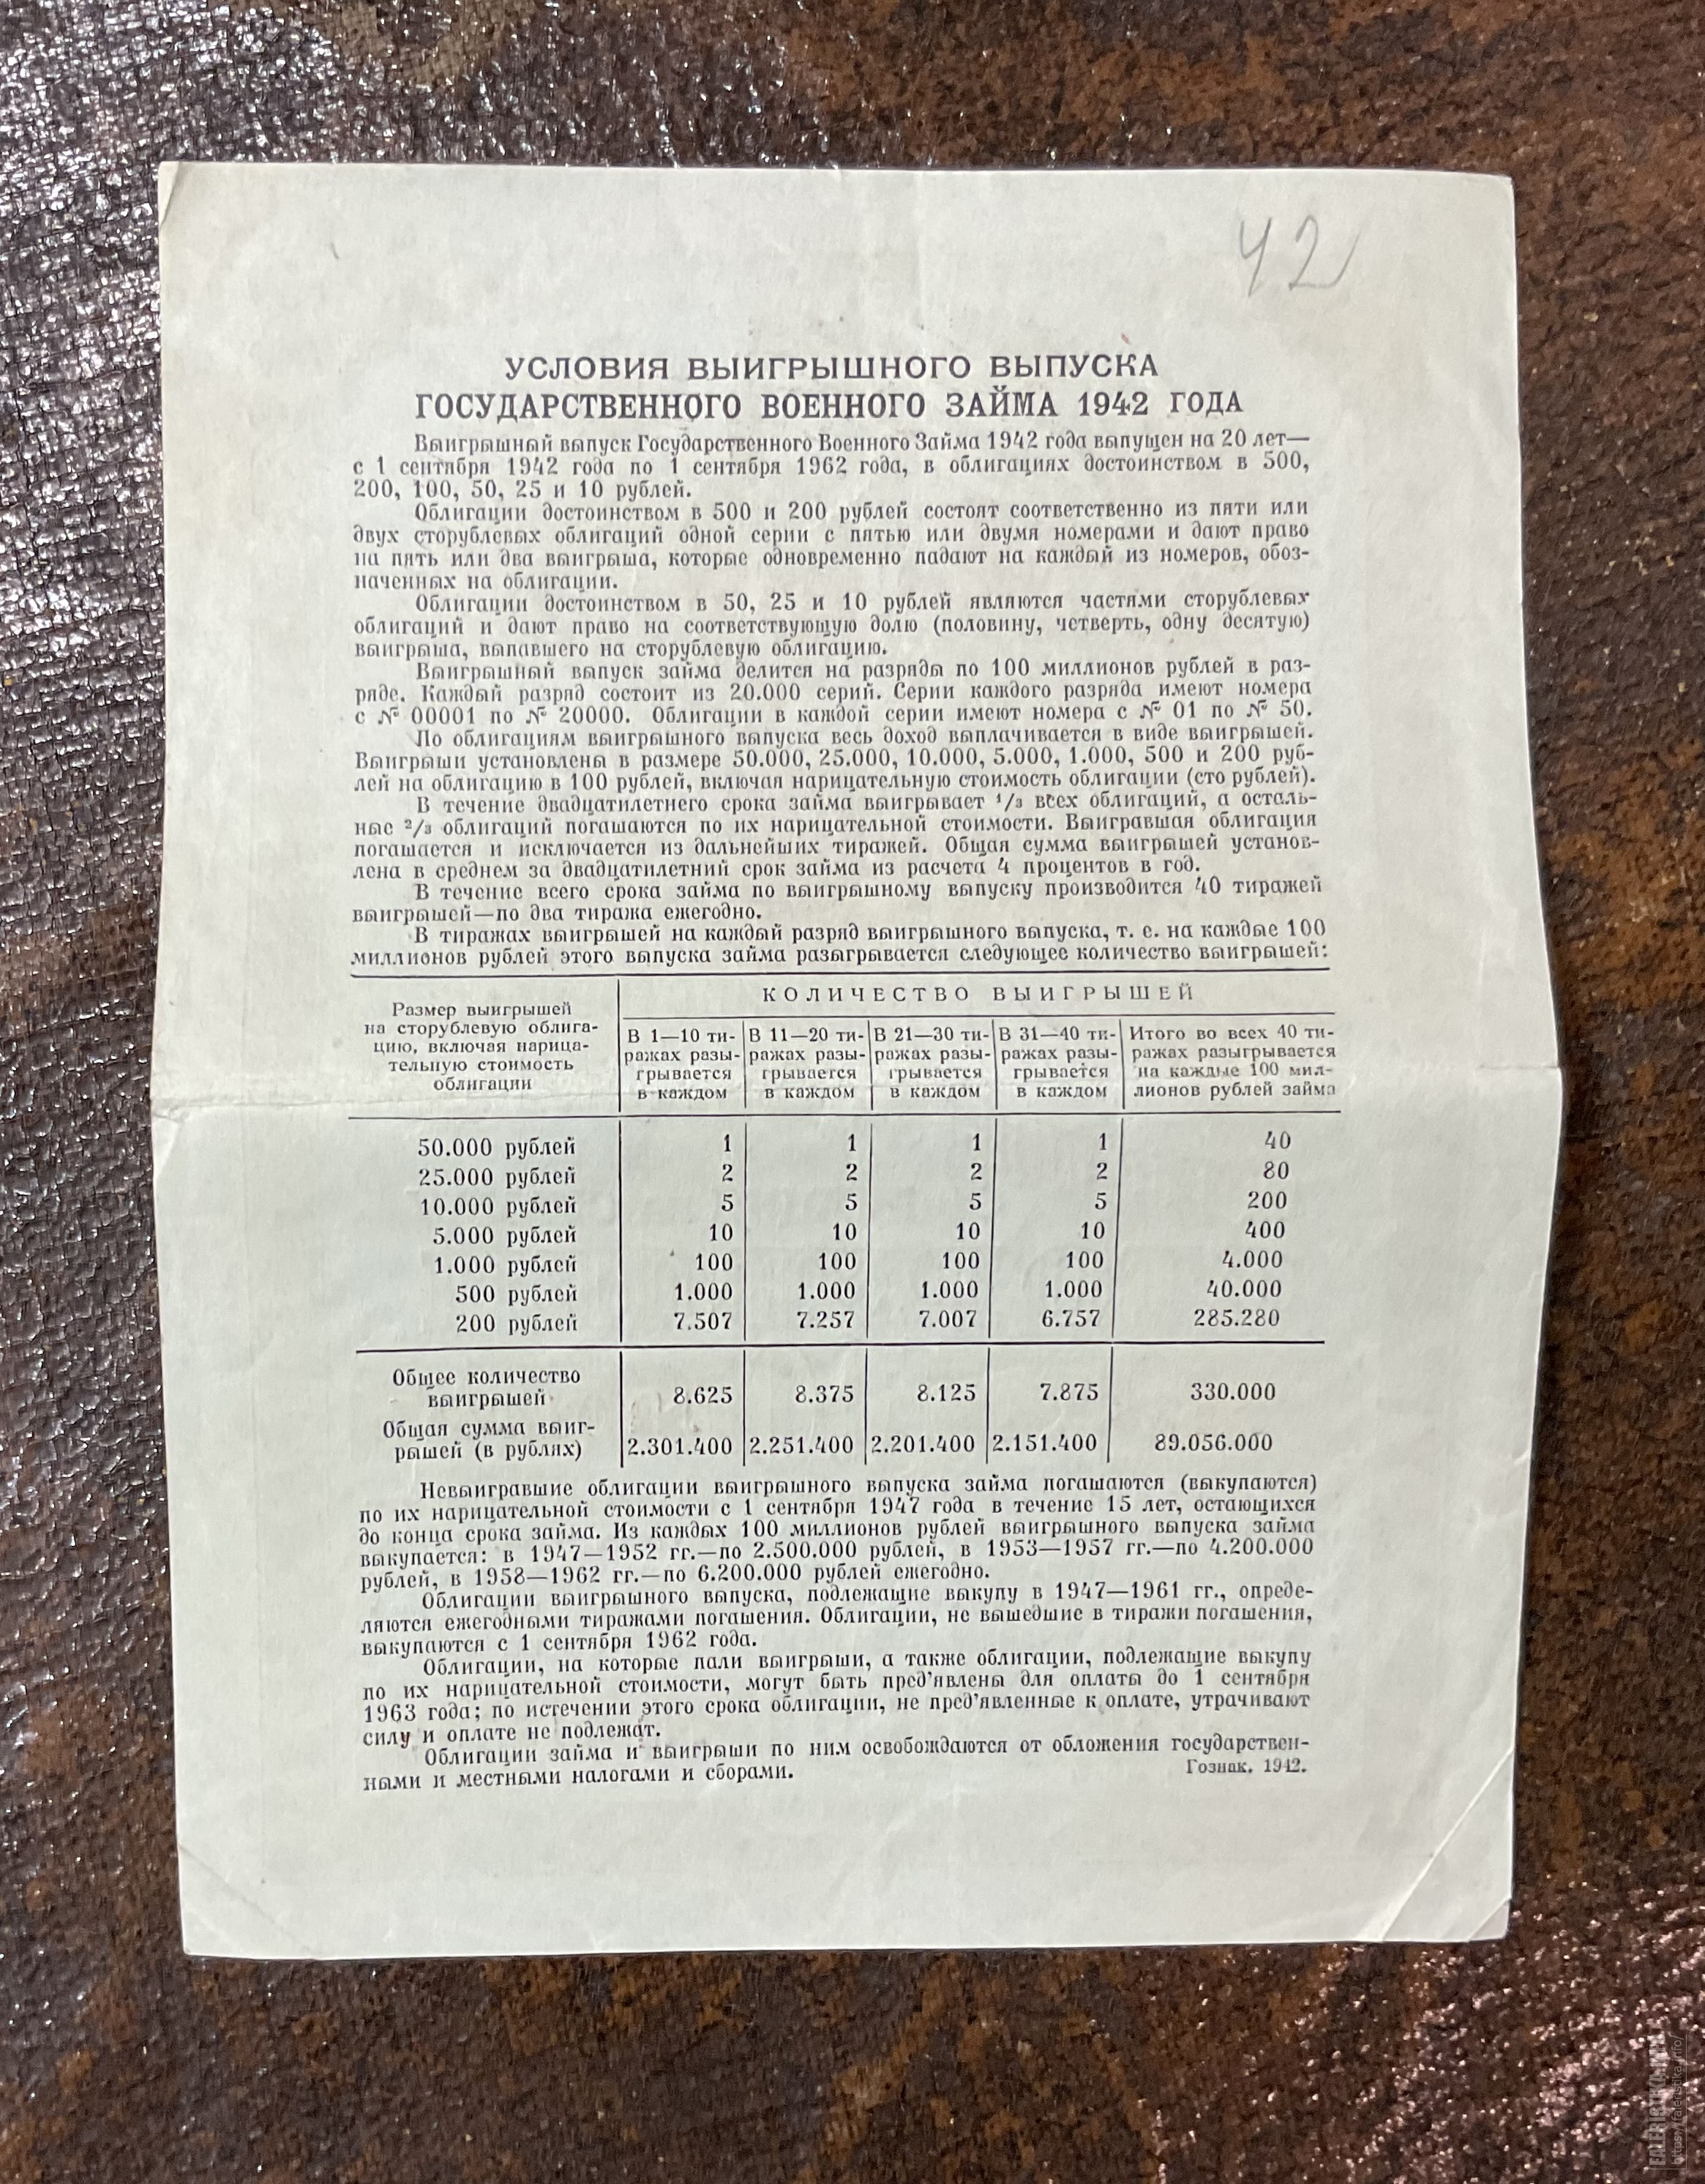 42
УСЛОВИЯ ВЫИГРЫШНОГО ВЫПУСКА
ГОСУДАРСТВЕННОГО ВОЕННОГО ЗАЙМА 1942 ГОДА
Выигрышный выпуск Государственного Военного Займа 1942 года выпущен на 20 лет—
с 1 сентября 1942 года по 1 сентября 1962 года, в облигациях достоинством в 500,
200, 100, 50, 25 и 10 рублей.
Облигации достоинством в 500 и 200 рублей состоят соответственно из пяти или
двух сторублевых облигаций одной серии с пятью или двумя номерами и дают право
на пять или два выигрыша, которые одновременно падают на каждый из номеров, обоз-
наченных на облигации.
Облигации достоинством в 50, 25 и 10 рублей являются частями сторублевых
облигаций и дают право на соответствующую долю (половину, четверть, одну десятую)
выигрыша, выпавшего на сторублевую облигацию.
Выигрышный выпуск займа делится на разряды по 100 миллионов рублей в раз-
ряде. Каждый разряд состоит из 20.000 серий. Серии каждого разряда имеют номера
с № 00001 по № 20000. Облигации в каждой серии имеют номера с № 01 по № 50.
По облигациям выигрышного выпуска весь доход выплачивается в виде выигрышей.
Выигрыши установлены в размере 50.000, 25.000, 10.000, 5.000, 1.000, 500 и 200 руб-
лей на облигацию в 100 рублей, включая нарицательную стоимость облигации (сто рублей).
В течение двадцатилетнего срока займа выигрывает 1/3 всех облигаций, а осталь-
ные 2/3 облигаций погашаются по их нарицательной стоимости. Выигравшая облигация
погашается и исключается из дальнейших тиражей. Общая сумма выигрышей установ-
лена в среднем за двадцатилетний срок займа из расчета 4 процентов в год.
В течение всего срока займа по выигрышному выпуску производится 40 тиражей
выигрышей—по два тиража ежегодно.
В тиражах выигрышей на каждый разряд выигрышного выпуска, т. е. на каждые 100
миллионов рублей этого выпуска займа разыгрывается следующее количество выигрышей:
Размер выигрышей
на сторублевую облига-
цию, включая нарица-
тельную стоимость
облигации
КОЛИЧЕСТВО ВЫИГРЫШЕЙ
В 1—10 ти-
ражах разы-
грывается
в каждом
В 11—20 ти-
ражах разы-
грывается
в каждом
В 21—30 ти-
ражах разы-
грывается
в каждом
В 31—40 ти-
ражах разы-
грывается
в каждом
Итого во всех 40 ти-
ражах разыгрывается
на каждые 100 мил-
лионов рублей займа
50.000 рублей 1 1 1 1 40
25.000 рублей 2 2 2 2 80
10.000 рублей 5 5 5 5 200
5.000 рублей 10 10 10 10 400
1.000 рублей 100 100 100 100 4.000
500 рублей 1.000 1.000 1.000 1.000 40.000
200 рублей 7.507 7.257 7.007 6.757 285.280
Общее количество
выигрышей 8.625 8.375 8.125 7.875 330.000
Общая сумма выиг-
рышей (в рублях) 2.301.400 2.251.400 2.201.400 2.151.400 89.056.000
Невыигравшие облигации выигрышного выпуска займа погашаются (выкупаются)
по их нарицательной стоимости с 1 сентября 1947 года в течение 15 лет, остающихся
до конца срока займа. Из каждых 100 миллионов рублей выигрышного выпуска займа
выкупается: в 1947—1952 гг.—по 2.500.000 рублей, в 1953—1957 гг.—по 4.200.000
рублей, в 1958—1962 гг.—по 6.200.000 рублей ежегодно.
Облигации выигрышного выпуска, подлежащие выкупу в 1947—1961 гг., опреде-
ляются ежегодными тиражами погашения. Облигации, не вышедшие в тиражи погашения,
выкупаются с 1 сентября 1962 года.
Облигации, на которые пали выигрыши, а также облигации, подлежащие выкупу
по их нарицательной стоимости, могут быть пред'явлены для оплаты до 1 сентября
1963 года; по истечении этого срока облигации, не пред'явленные к оплате, утрачивают
силу и оплате не подлежат.
Облигации займа и выигрыши по ним освобождаются от обложения государствен-
ными и местными налогами и сборами.
Гознак. 1942.